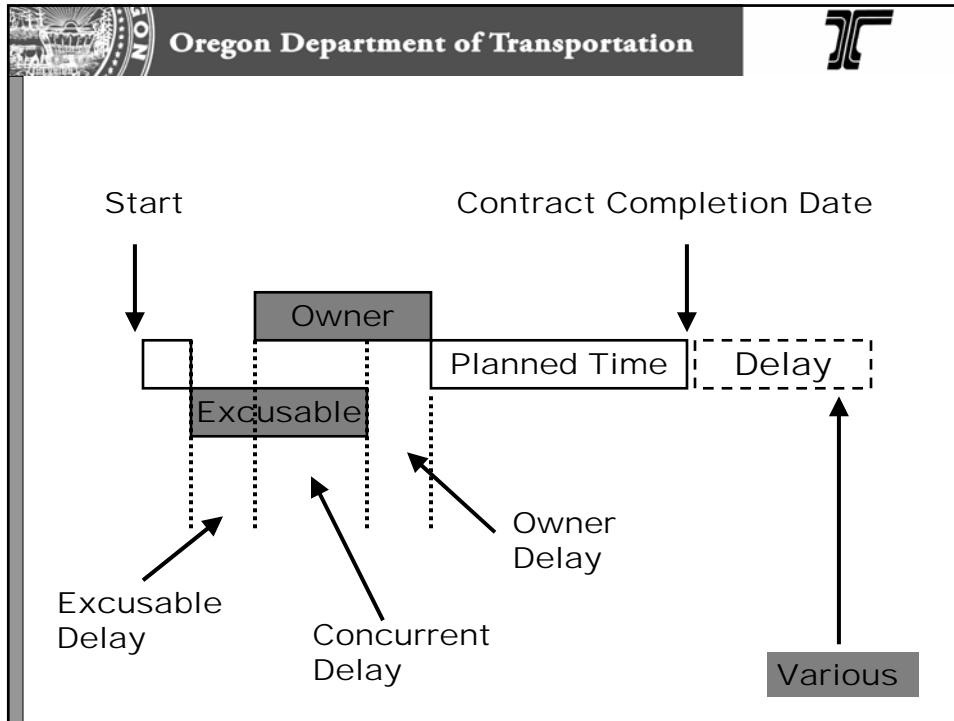 GON
Oregon Department of Transportation
Start
Contract Completion Date
Owner
Planned Time
Delay
Excusable
Owner
Delay
Excusable
Delay
Concurrent
Delay
Various